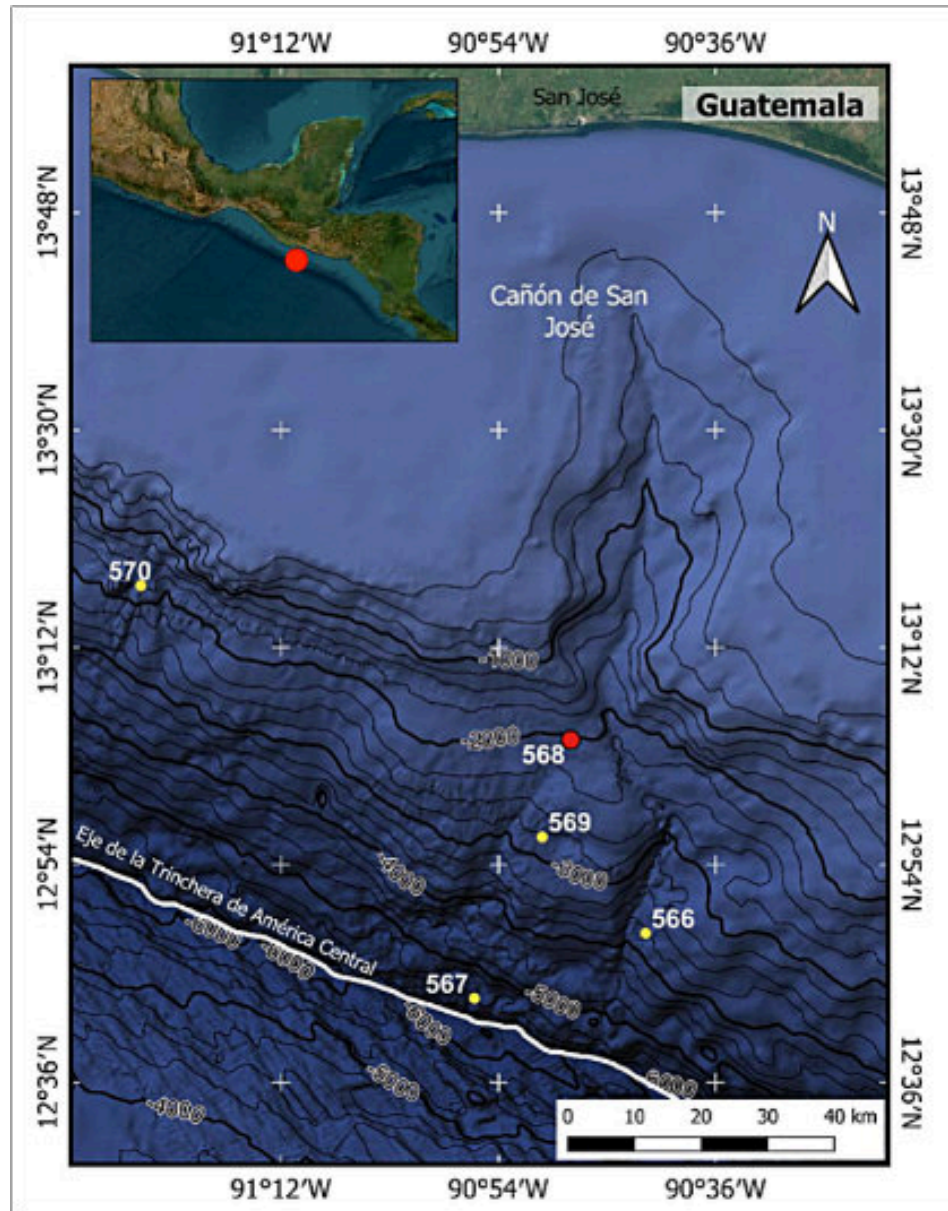 91°12′W 90°54′W 90°36′W
San José
Guatemala
13°48′N
13°48′N
N
Cañón de San
José
13°30′N
13°30′N
570
13°12′N
13°12′N
-1000
-2000
568
569
-3000
12°54′N
12°54′N
Eje de la Trinchera de América Central
-4000
566
567
-5000
-6000
-5000
6000
-4000
12°36′N
12°36′N
0 10 20 30 40 km
91°12′W 90°54′W 90°36′W